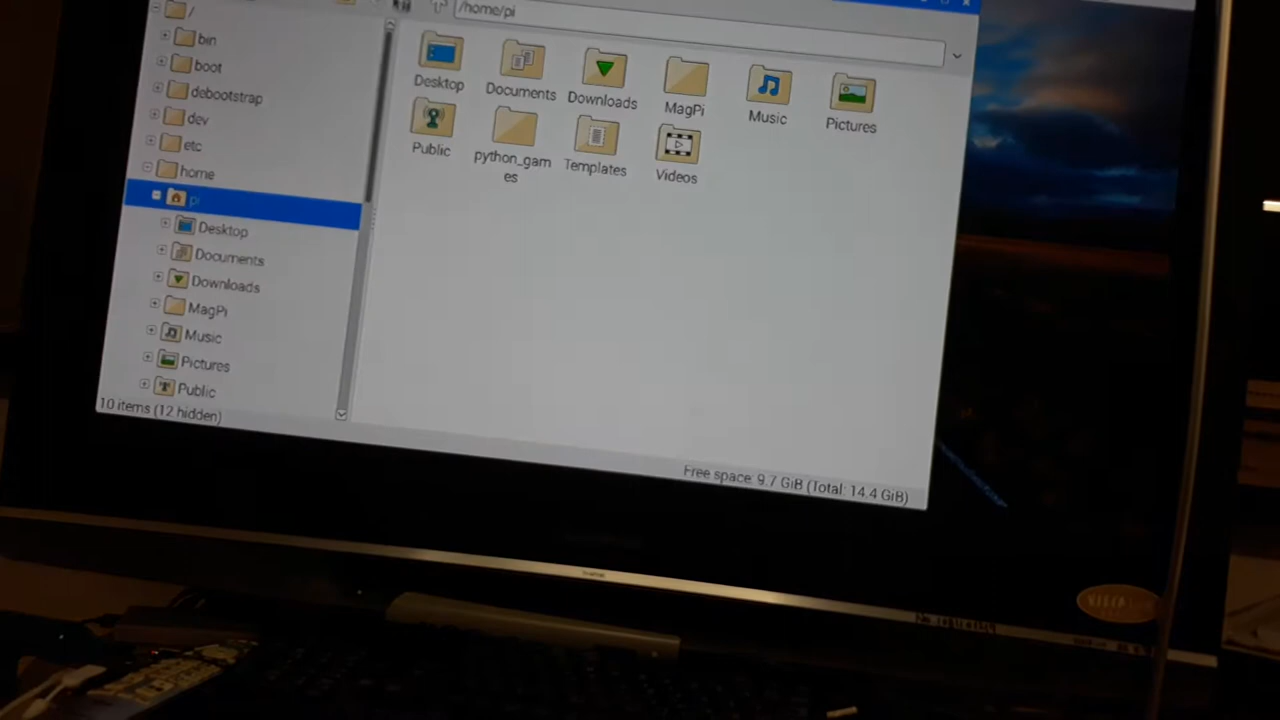 /home/pi
/
bin
boot
debootstrap
dev
etc
home
pi
Desktop
Documents
Downloads
MagPi
Music
Pictures
Public
10 items (12 hidden)
Desktop
Documents
Downloads
MagPi
Music
Pictures
Public
python_gam
es
Templates
Videos
Free space: 9.7 GiB (Total: 14.4 GiB)